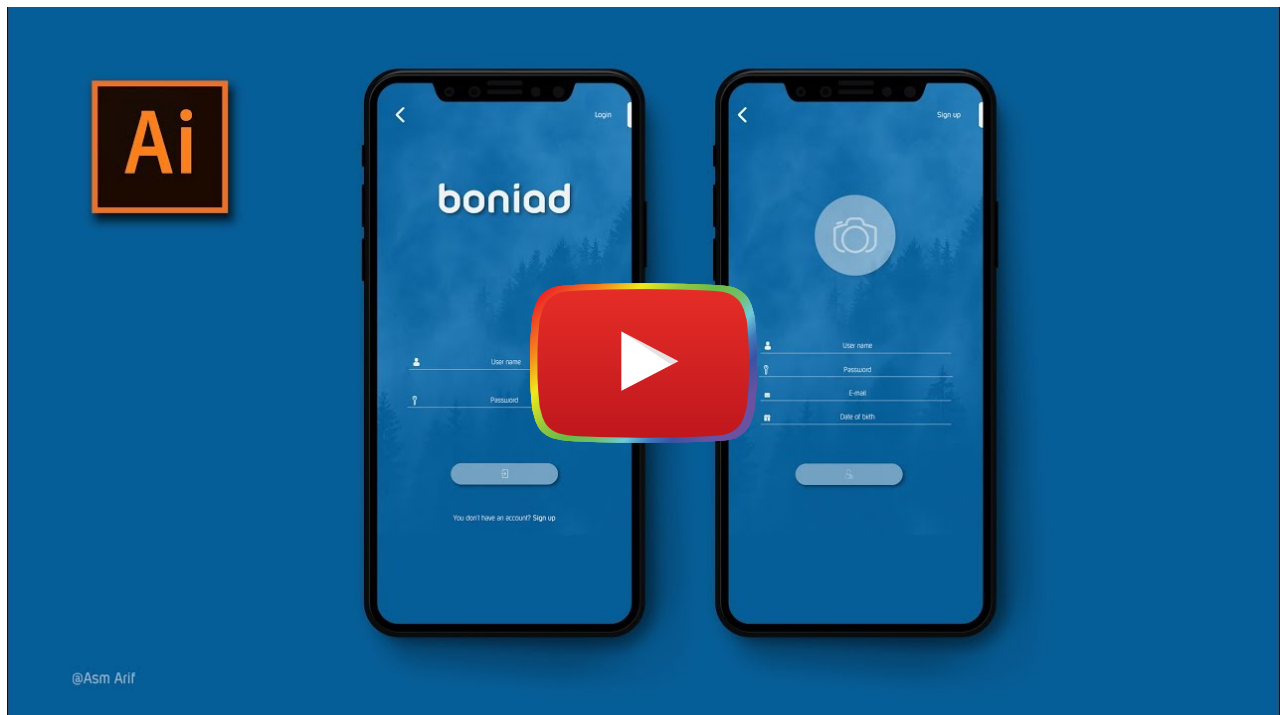 Ai
Login
boniad
User name
Password
You don't have an account? Sign up
Sign up
User name
Password
E-mail
Date of birth
@Asm Arif